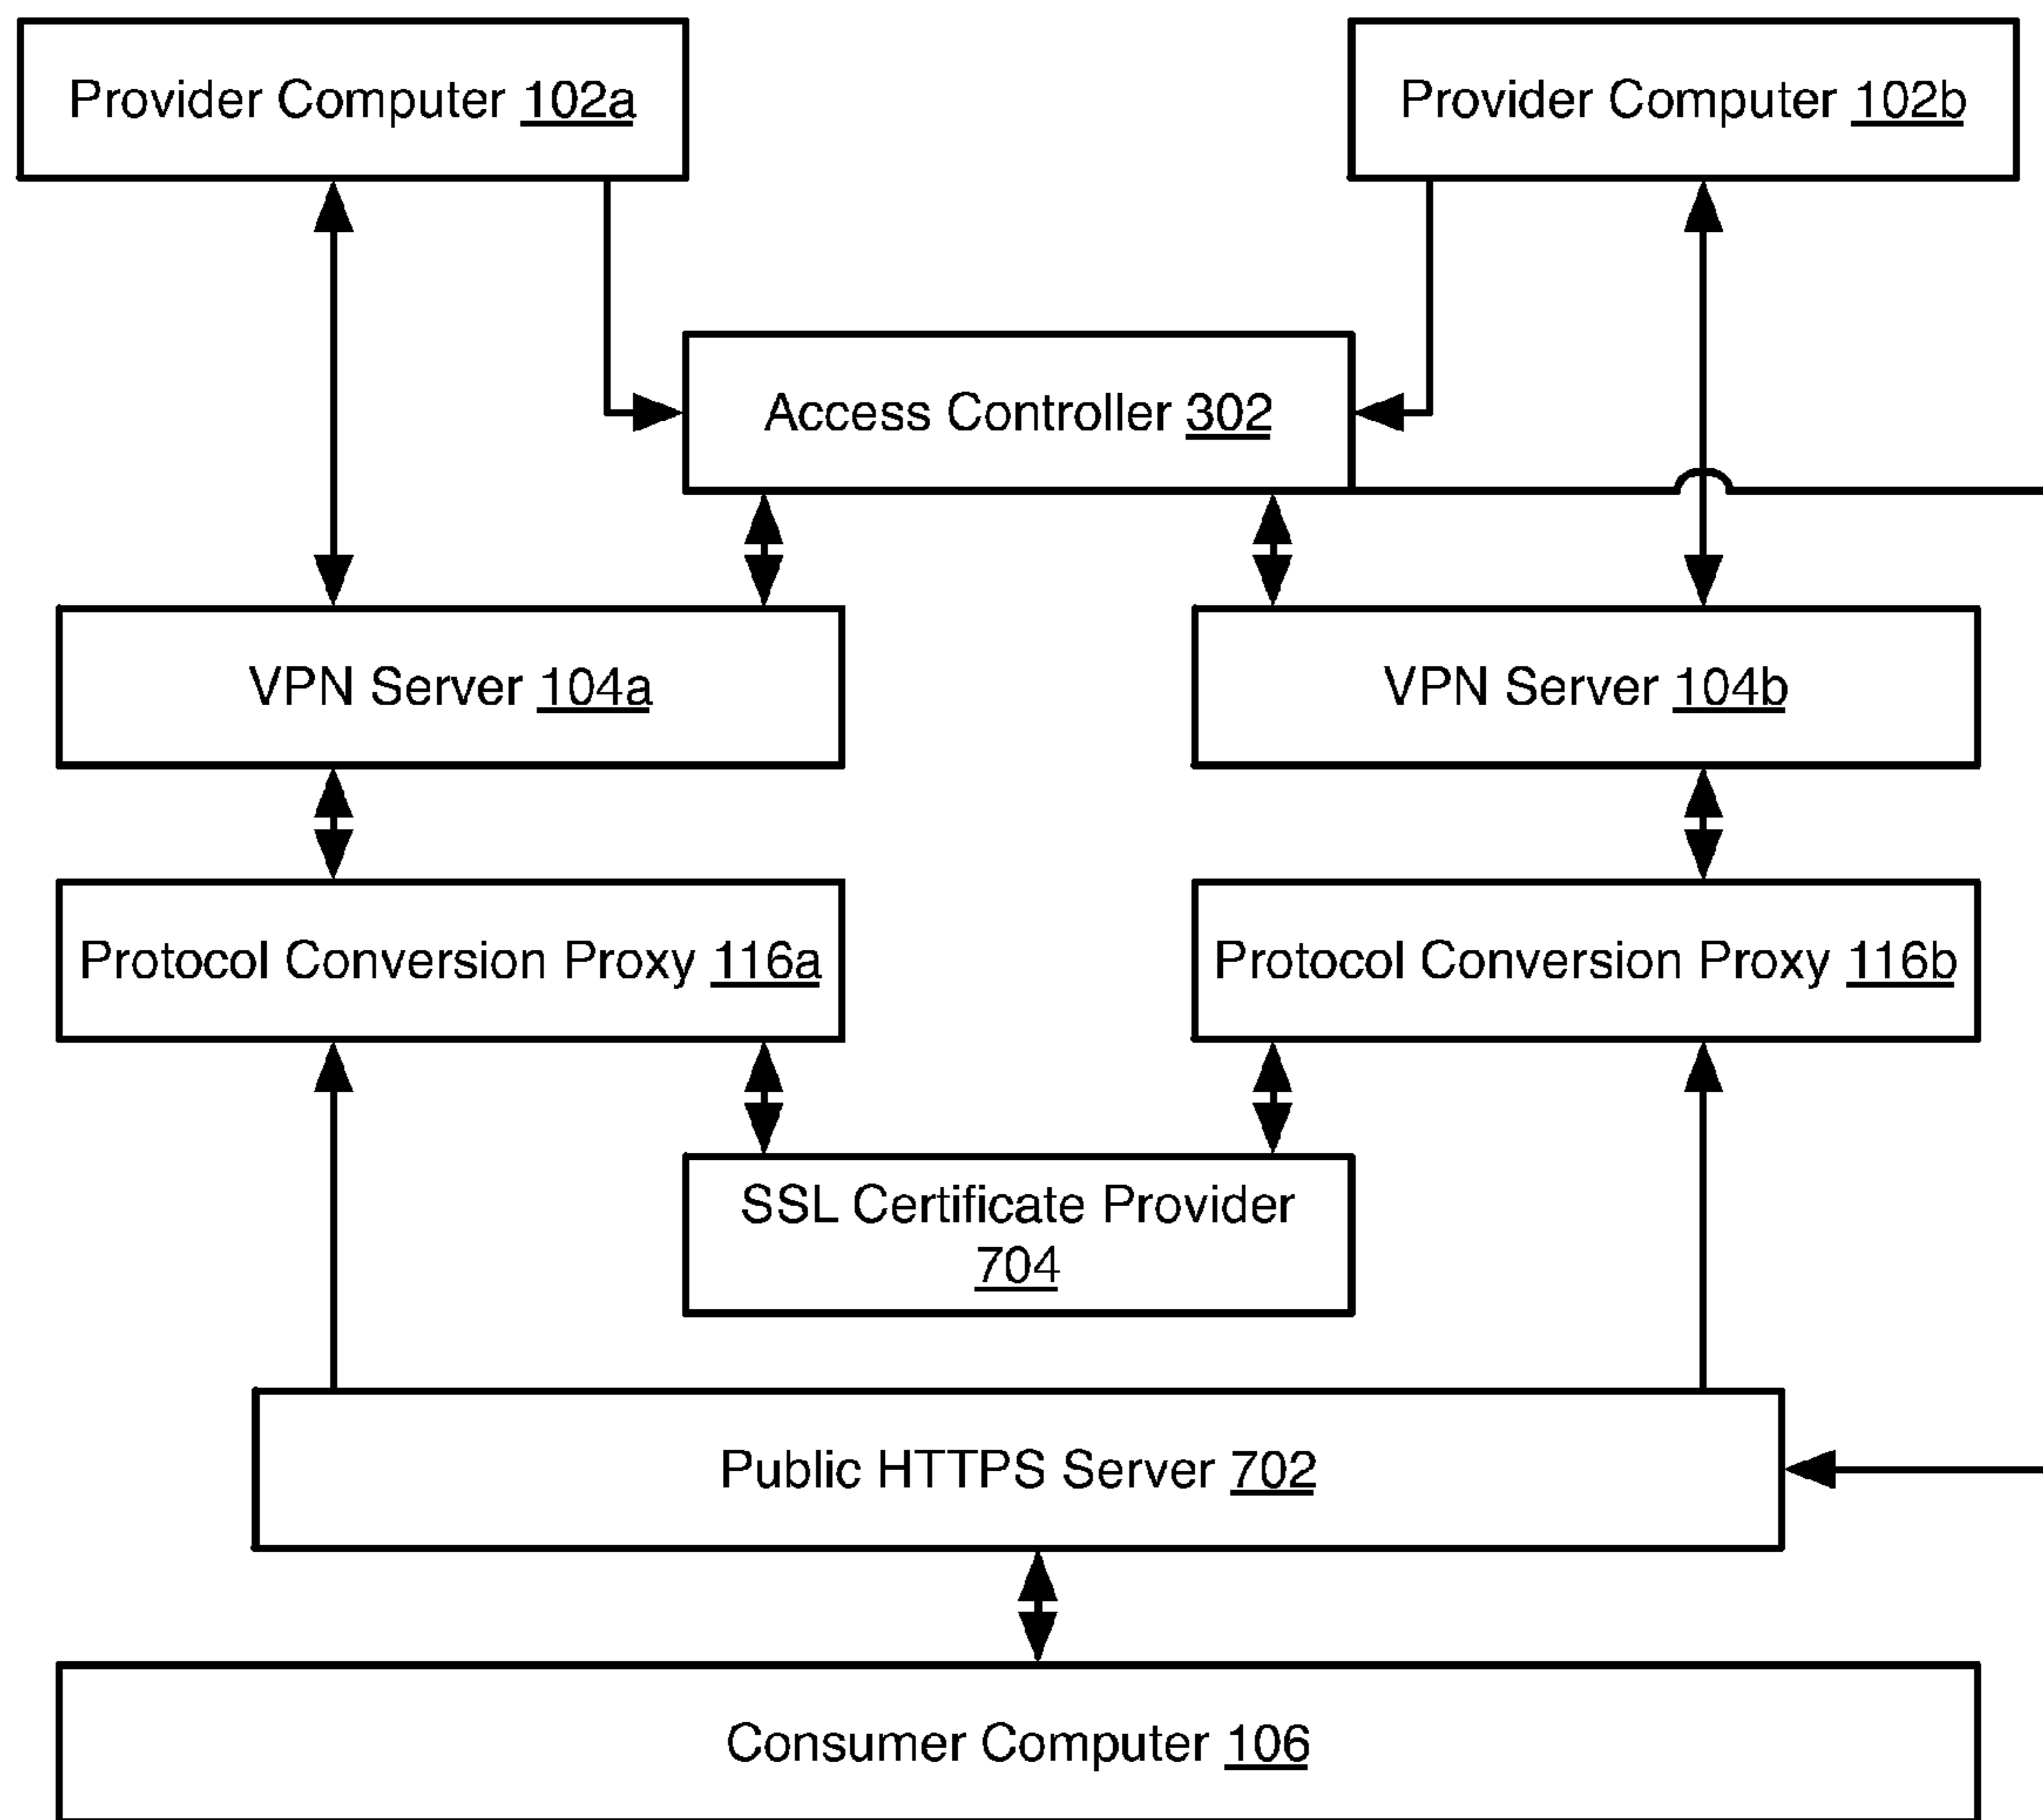 Provider Computer 102a
Provider Computer 102b
Access Controller 302
VPN Server 104a
VPN Server 104b
Protocol Conversion Proxy 116a
Protocol Conversion Proxy 116b
SSL Certificate Provider
704
Public HTTPS Server 702
Consumer Computer 106